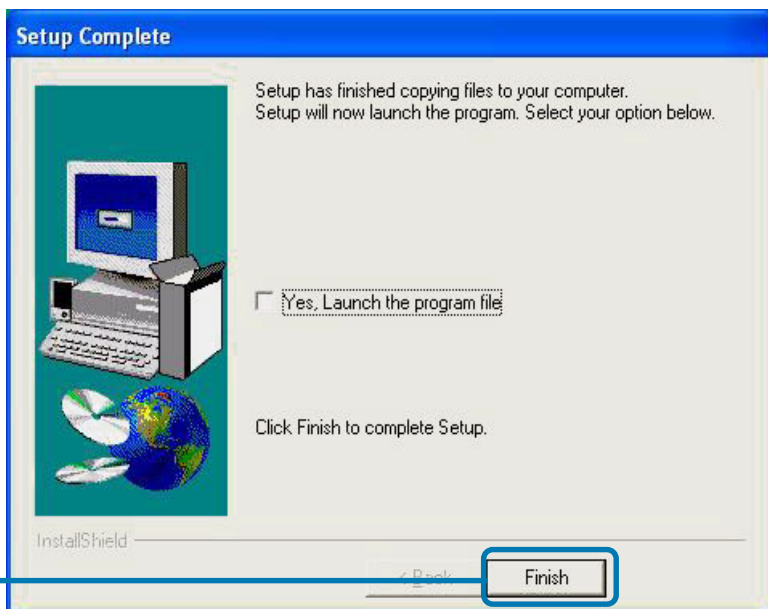 Setup Complete
Setup has finished copying files to your computer.
Setup will now launch the program. Select your option below.
Yes, Launch the program file
Click Finish to complete Setup.
InstallShield
< Back
Finish